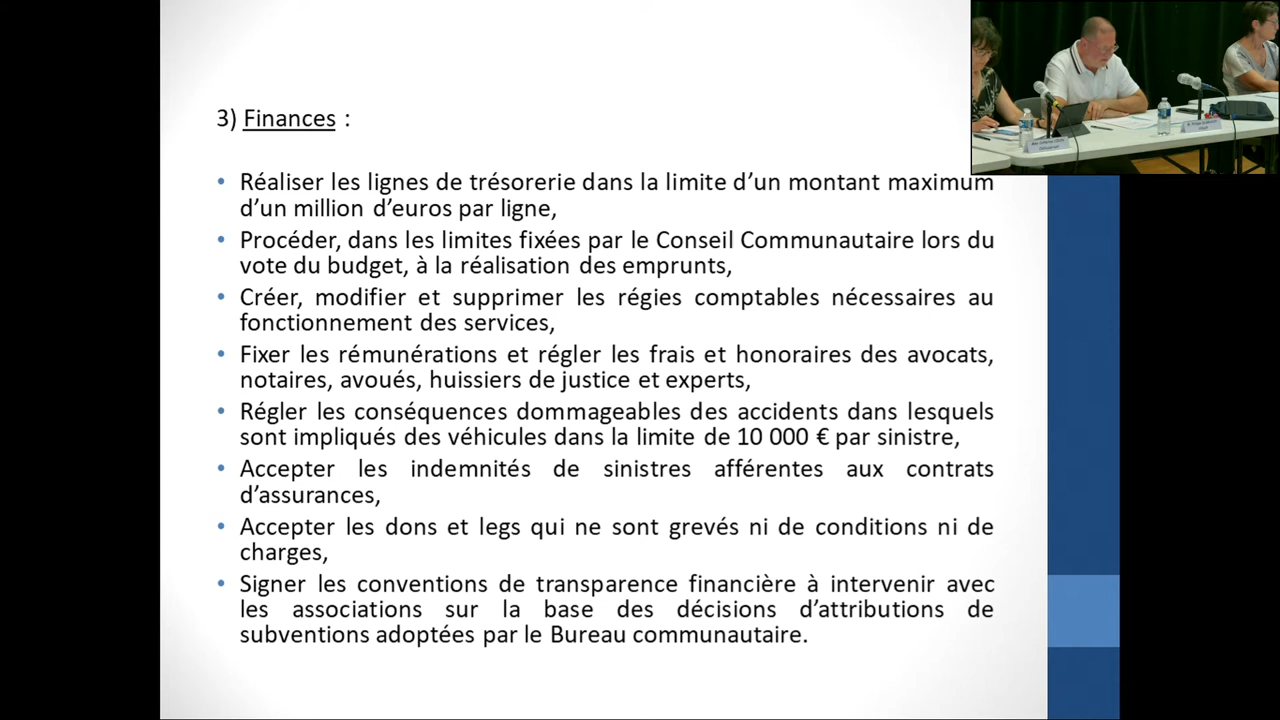 3) Finances :
• Réaliser les lignes de trésorerie dans la limite d’un montant maximum
d’un million d’euros par ligne,
• Procéder, dans les limites fixées par le Conseil Communautaire lors du
vote du budget, à la réalisation des emprunts,
• Créer, modifier et supprimer les régies comptables nécessaires au
fonctionnement des services,
• Fixer les rémunérations et régler les frais et honoraires des avocats,
notaires, avoués, huissiers de justice et experts,
• Régler les conséquences dommageables des accidents dans lesquels
sont impliqués des véhicules dans la limite de 10 000 € par sinistre,
• Accepter les indemnités de sinistres afférentes aux contrats
d’assurances,
• Accepter les dons et legs qui ne sont grevés ni de conditions ni de
charges,
• Signer les conventions de transparence financière à intervenir avec
les associations sur la base des décisions d’attributions de
subventions adoptées par le Bureau communautaire.